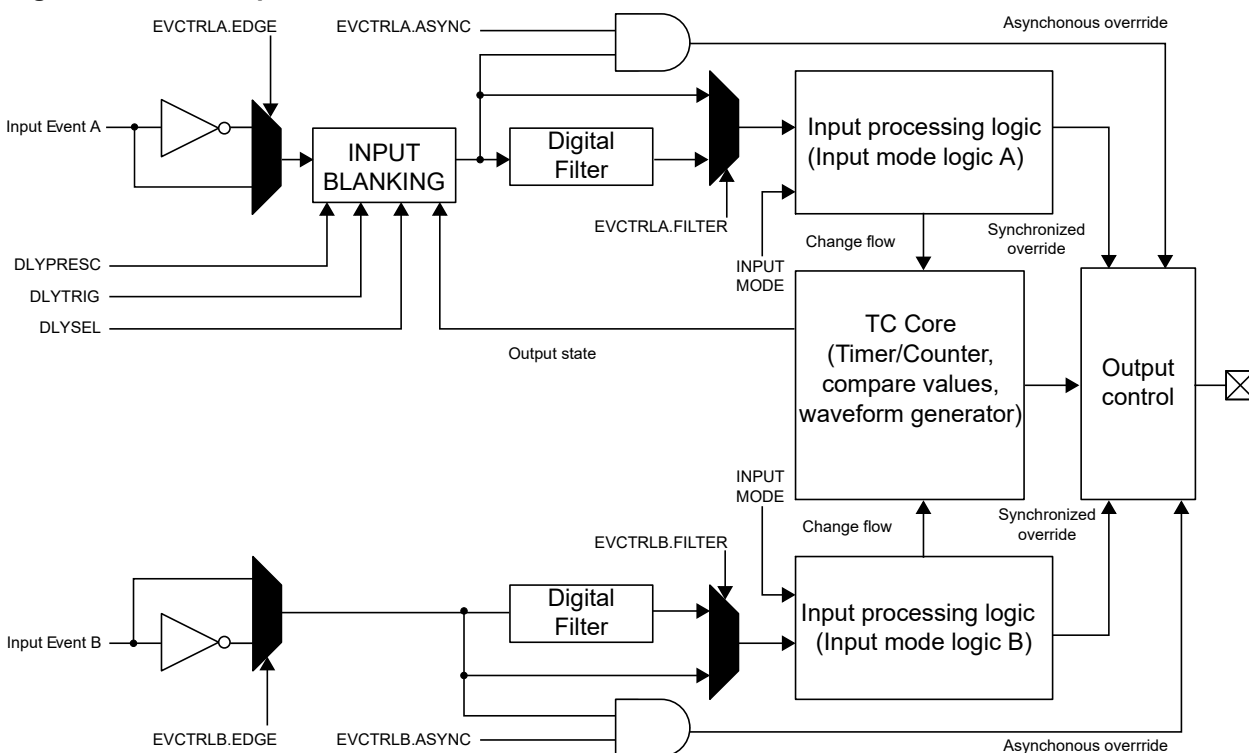 EVCTRLA.EDGE
EVCTRLA.ASYNC
Asynchonous overrride
Input Event A
INPUT
BLANKING
Digital
Filter
Input processing logic
(Input mode logic A)
EVCTRLA.FILTER
Change flow
Synchronized
override
INPUT
MODE
DLYPRESC
DLYTRIG
DLYSEL
Output state
TC Core
(Timer/Counter,
compare values,
waveform generator)
Output
control
INPUT
MODE
Change flow
Synchronized
override
EVCTRLB.FILTER
Digital
Filter
Input processing logic
(Input mode logic B)
Input Event B
EVCTRLB.EDGE
EVCTRLB.ASYNC
Asynchonous overrride